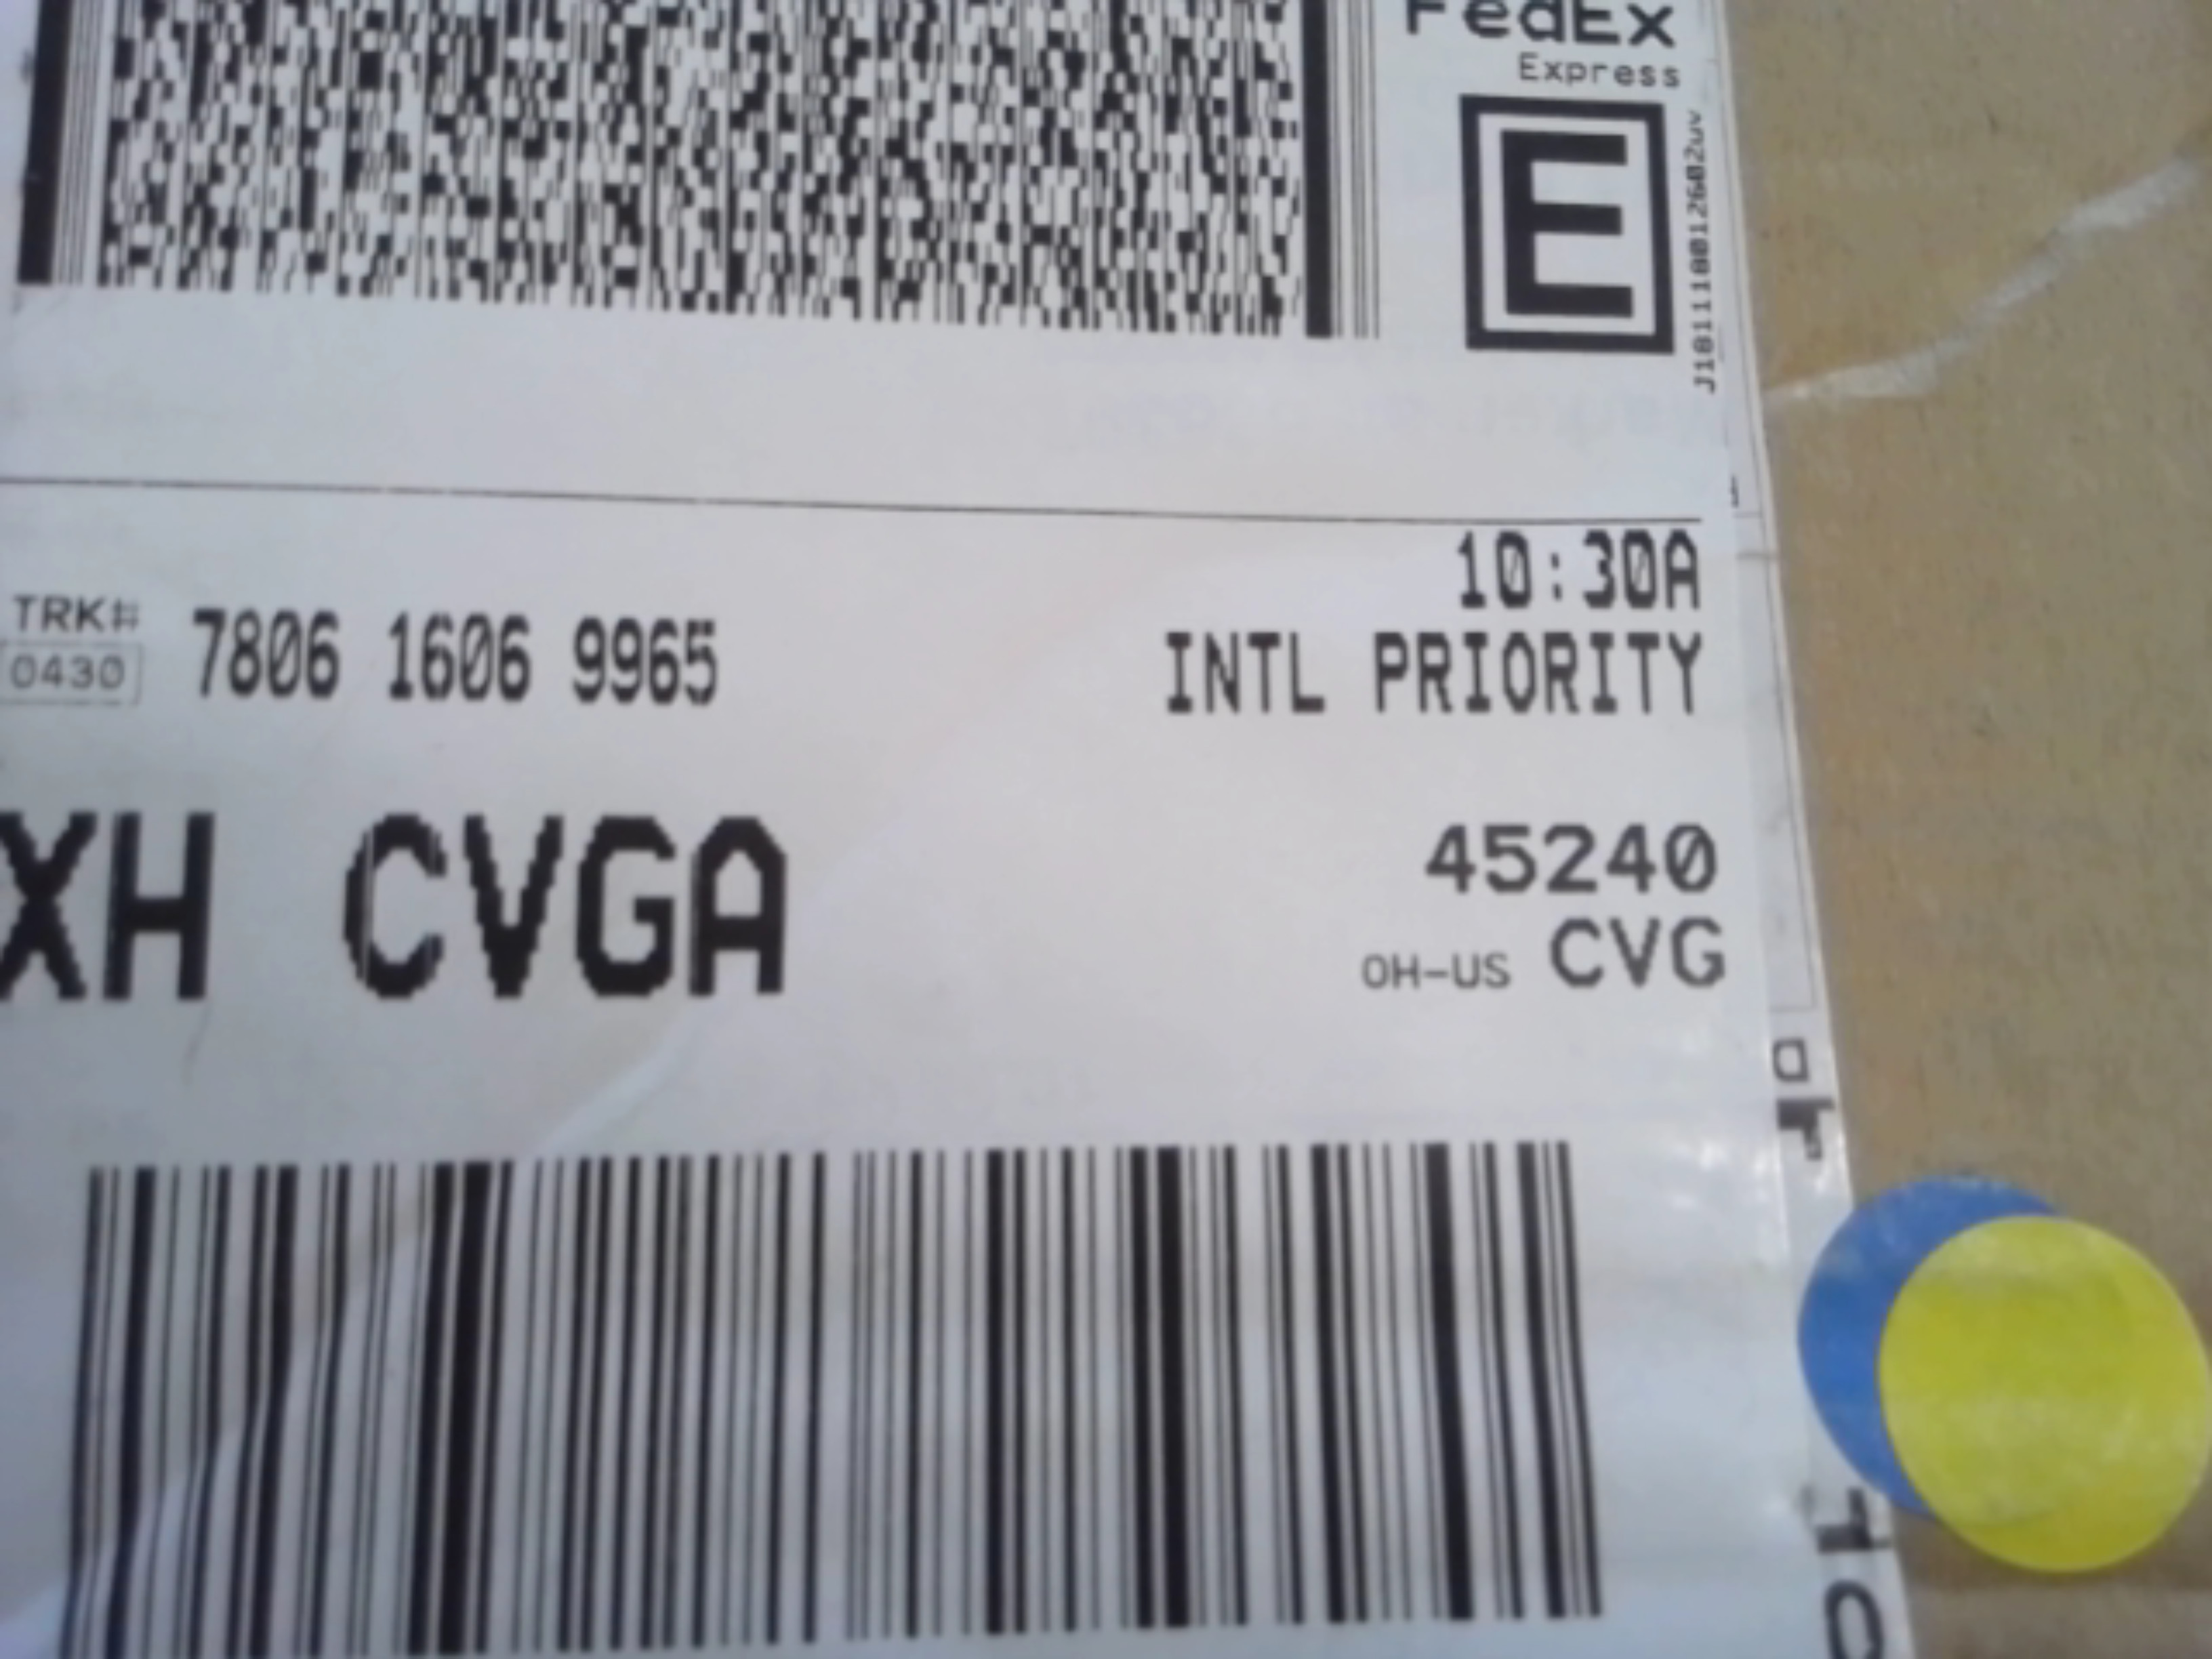 FedEx
Express
E
J181118012602uv
10:30A
TRK#
0430
7806 1606 9965
INTL PRIORITY
XH CVGA
45240
OH-US CVG